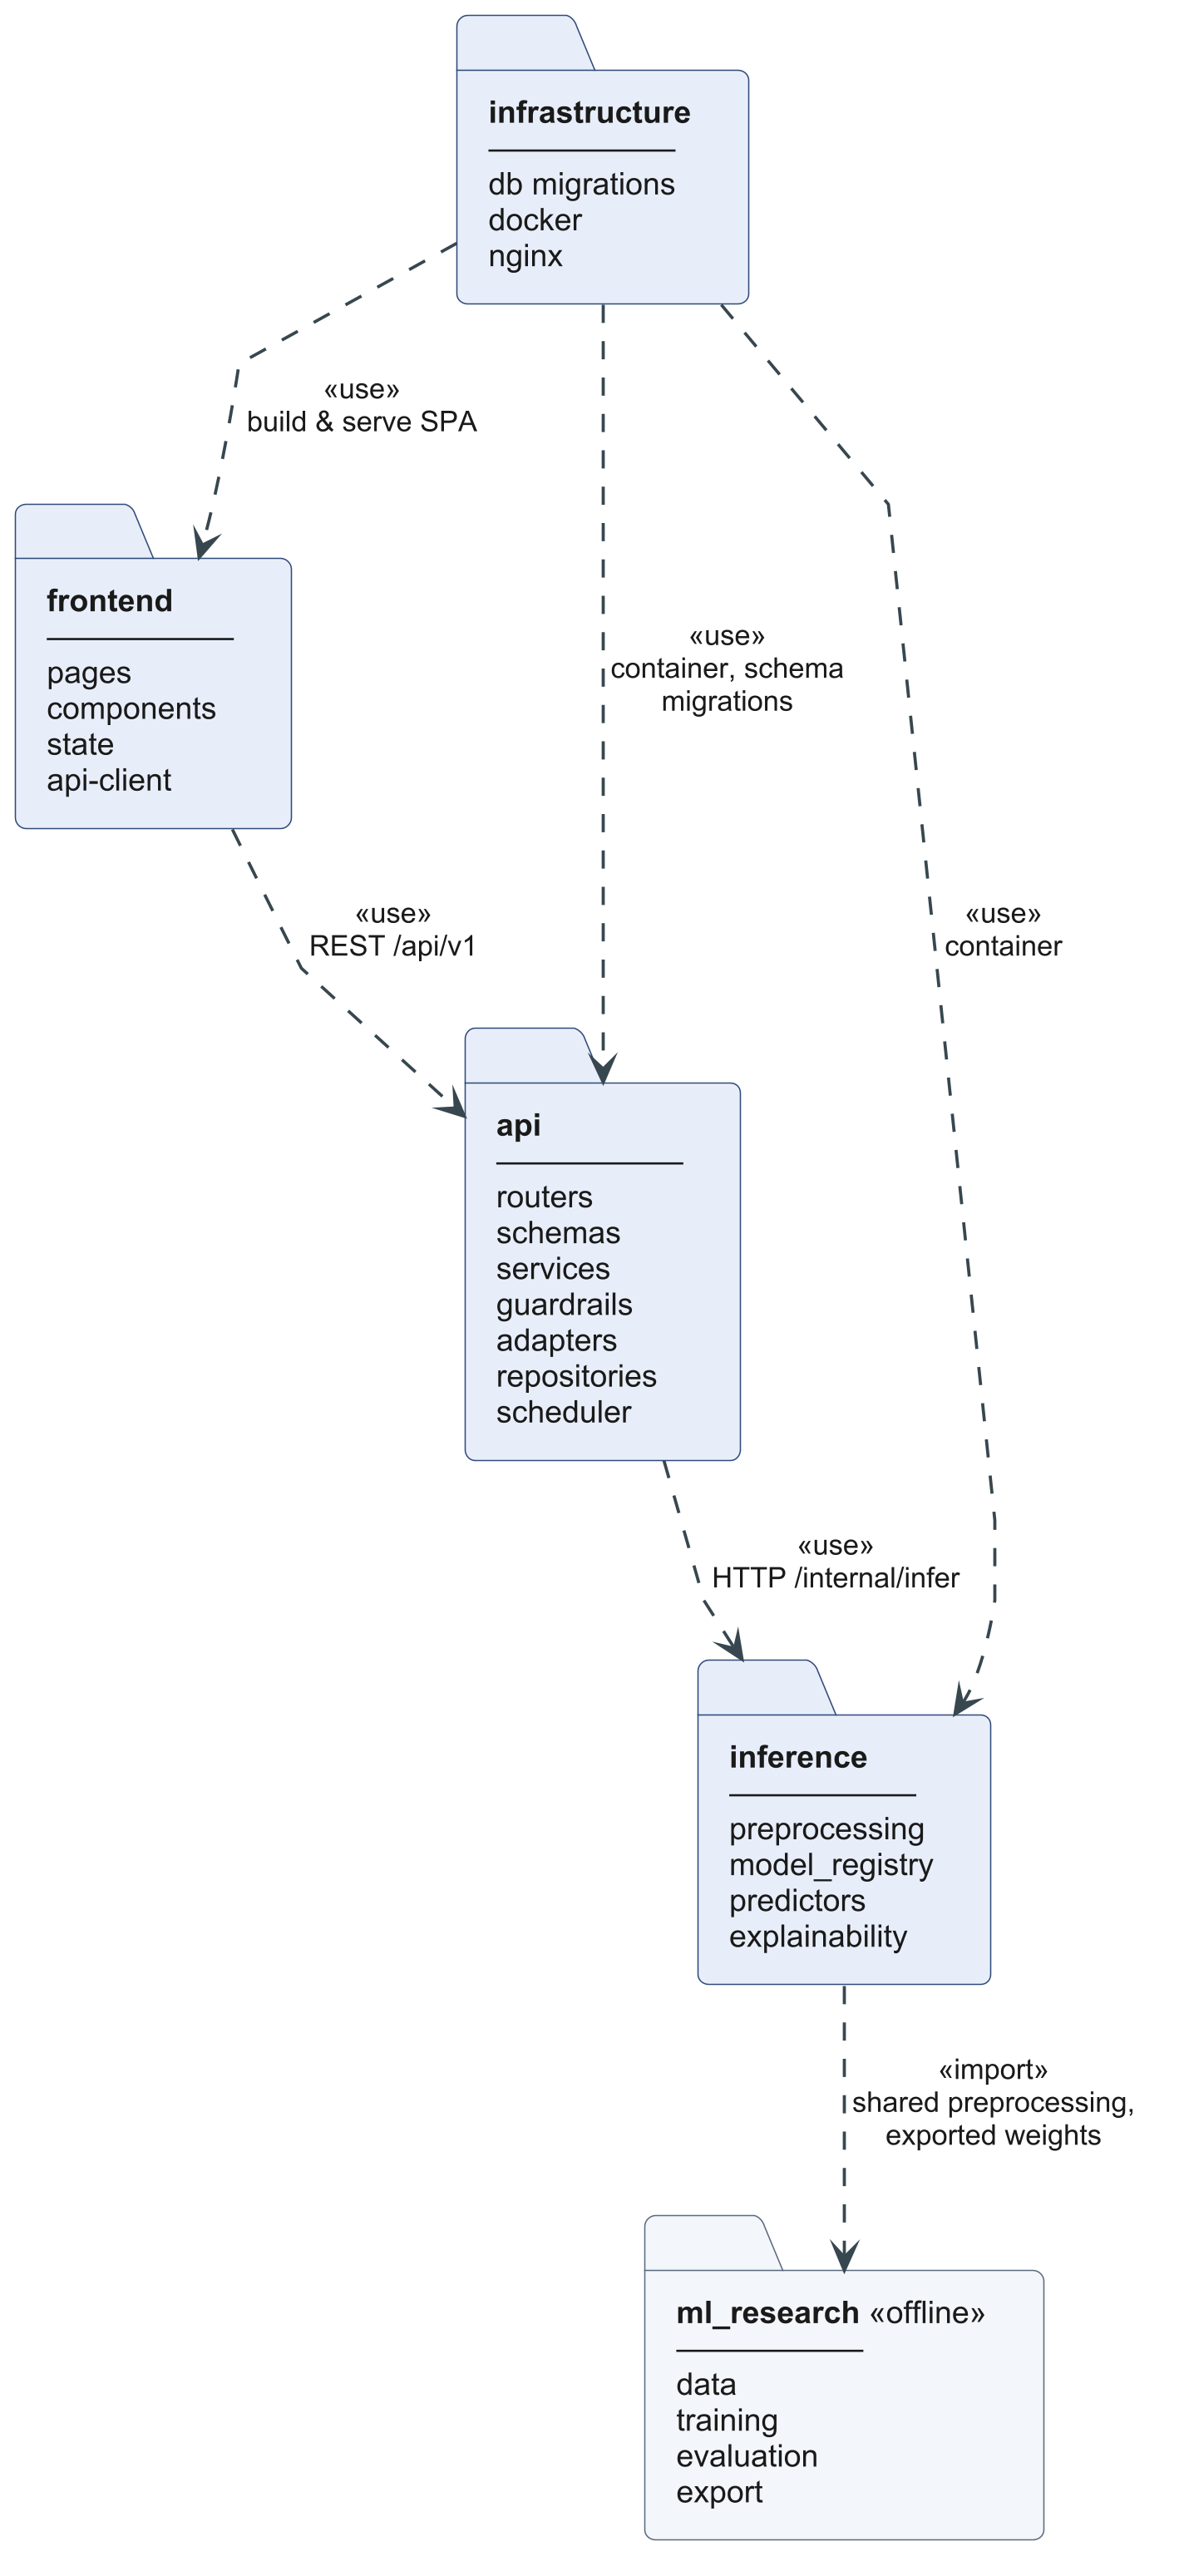 infrastructure
db migrations
docker
nginx
«use»
build & serve SPA
frontend
pages
components
state
api-client
«use»
container, schema
migrations
«use»
REST /api/v1
«use»
container
api
routers
schemas
services
guardrails
adapters
repositories
scheduler
«use»
HTTP /internal/infer
inference
preprocessing
model_registry
predictors
explainability
«import»
shared preprocessing,
exported weights
ml_research «offline»
data
training
evaluation
export